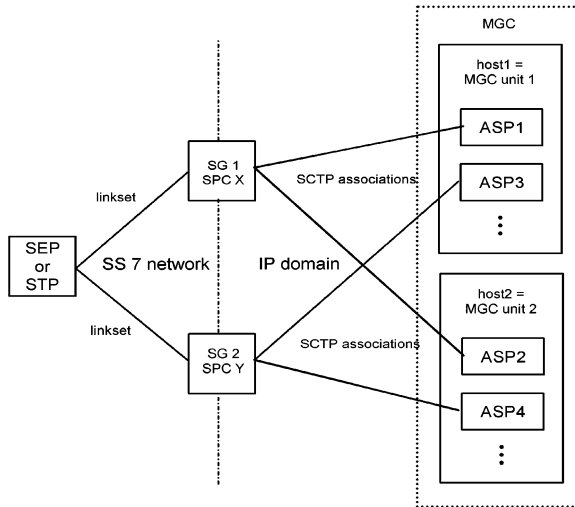 MGC
host1 =
MGC unit 1
ASP1
ASP3
SG 1
SPC X
SCTP associations
linkset
SEP
or
STP
SS 7 network
IP domain
linkset
SG 2
SPC Y
SCTP associations
host2 =
MGC unit 2
ASP2
ASP4